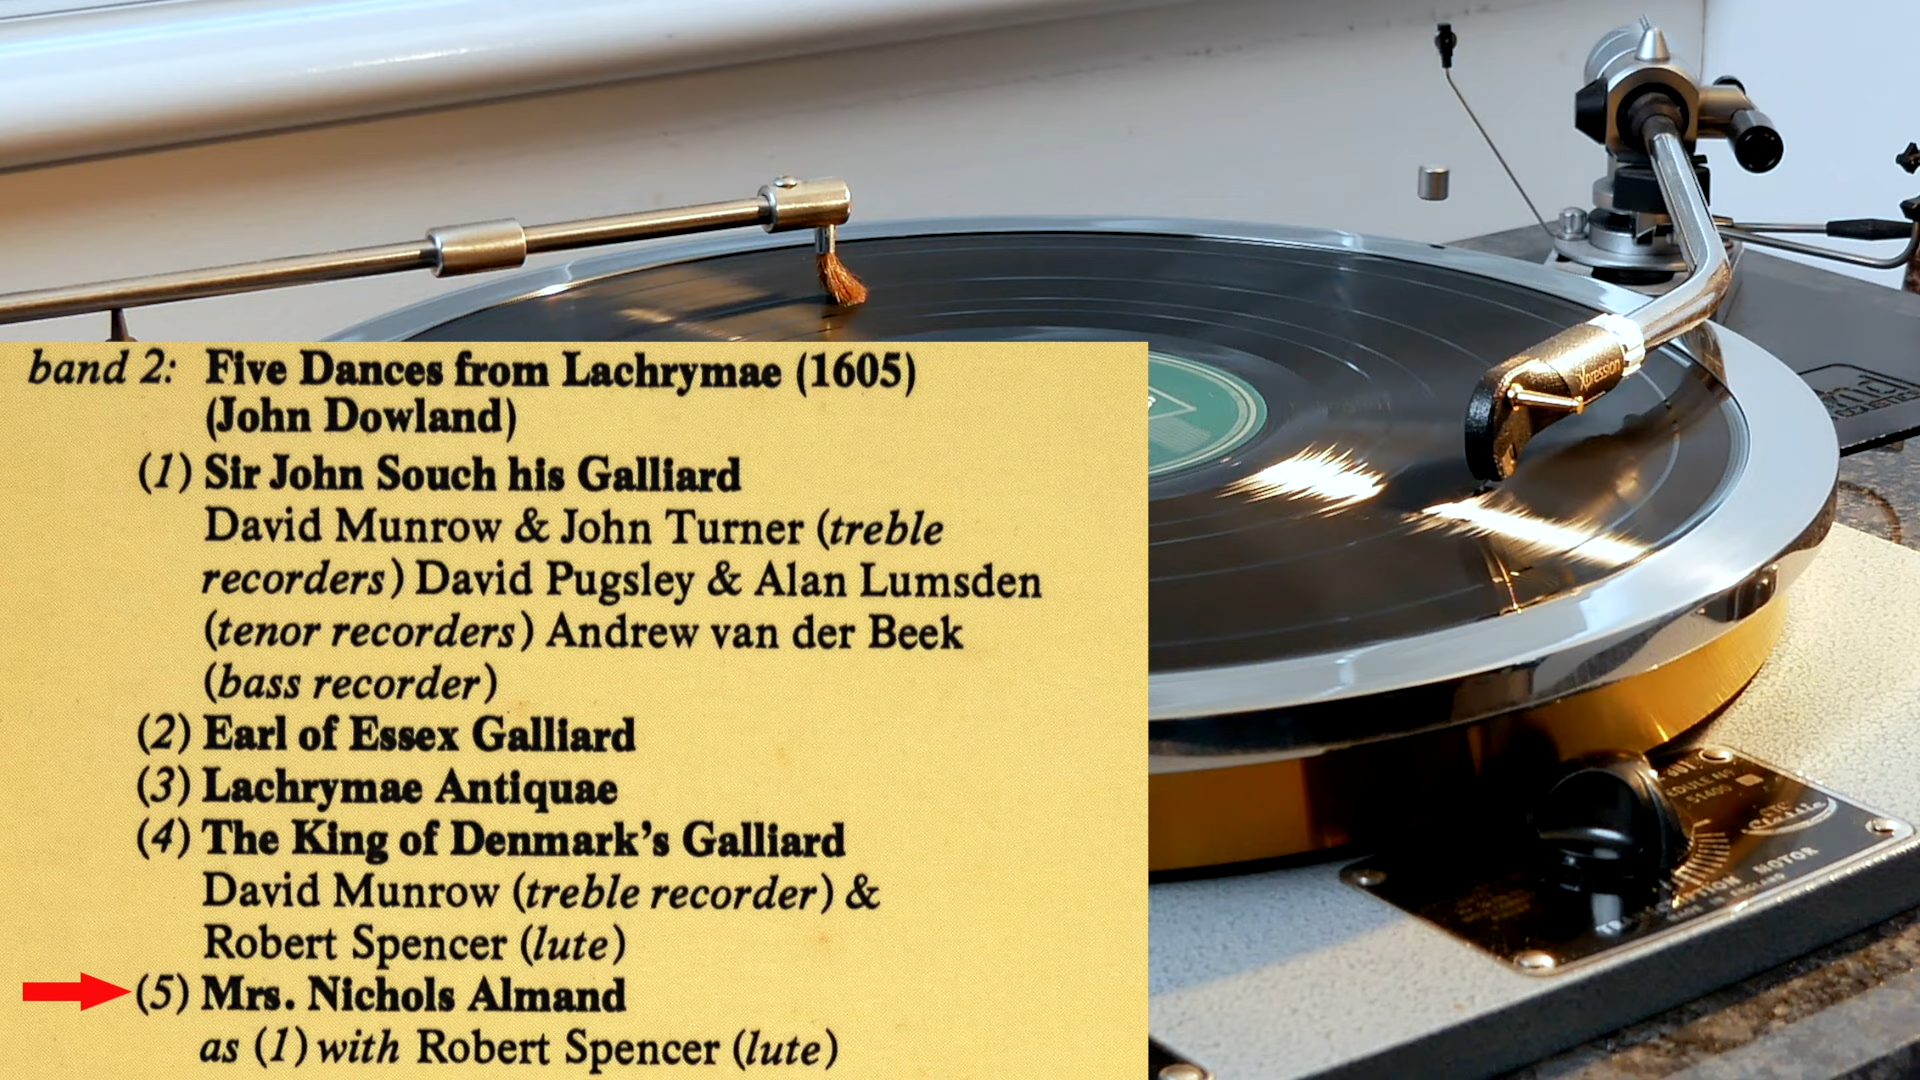 band 2: Five Dances from Lachrymae (1605)
(John Dowland)
(1) Sir John Souch his Galliard
David Munrow & John Turner (treble
recorders) David Pugsley & Alan Lumsden
(tenor recorders) Andrew van der Beek
(bass recorder)
(2) Earl of Essex Galliard
(3) Lachrymae Antiquae
(4) The King of Denmark's Galliard
David Munrow (treble recorder) &
Robert Spencer (lute)
(5) Mrs. Nichols Almand
as (1) with Robert Spencer (lute)
Xpression
MOTOR